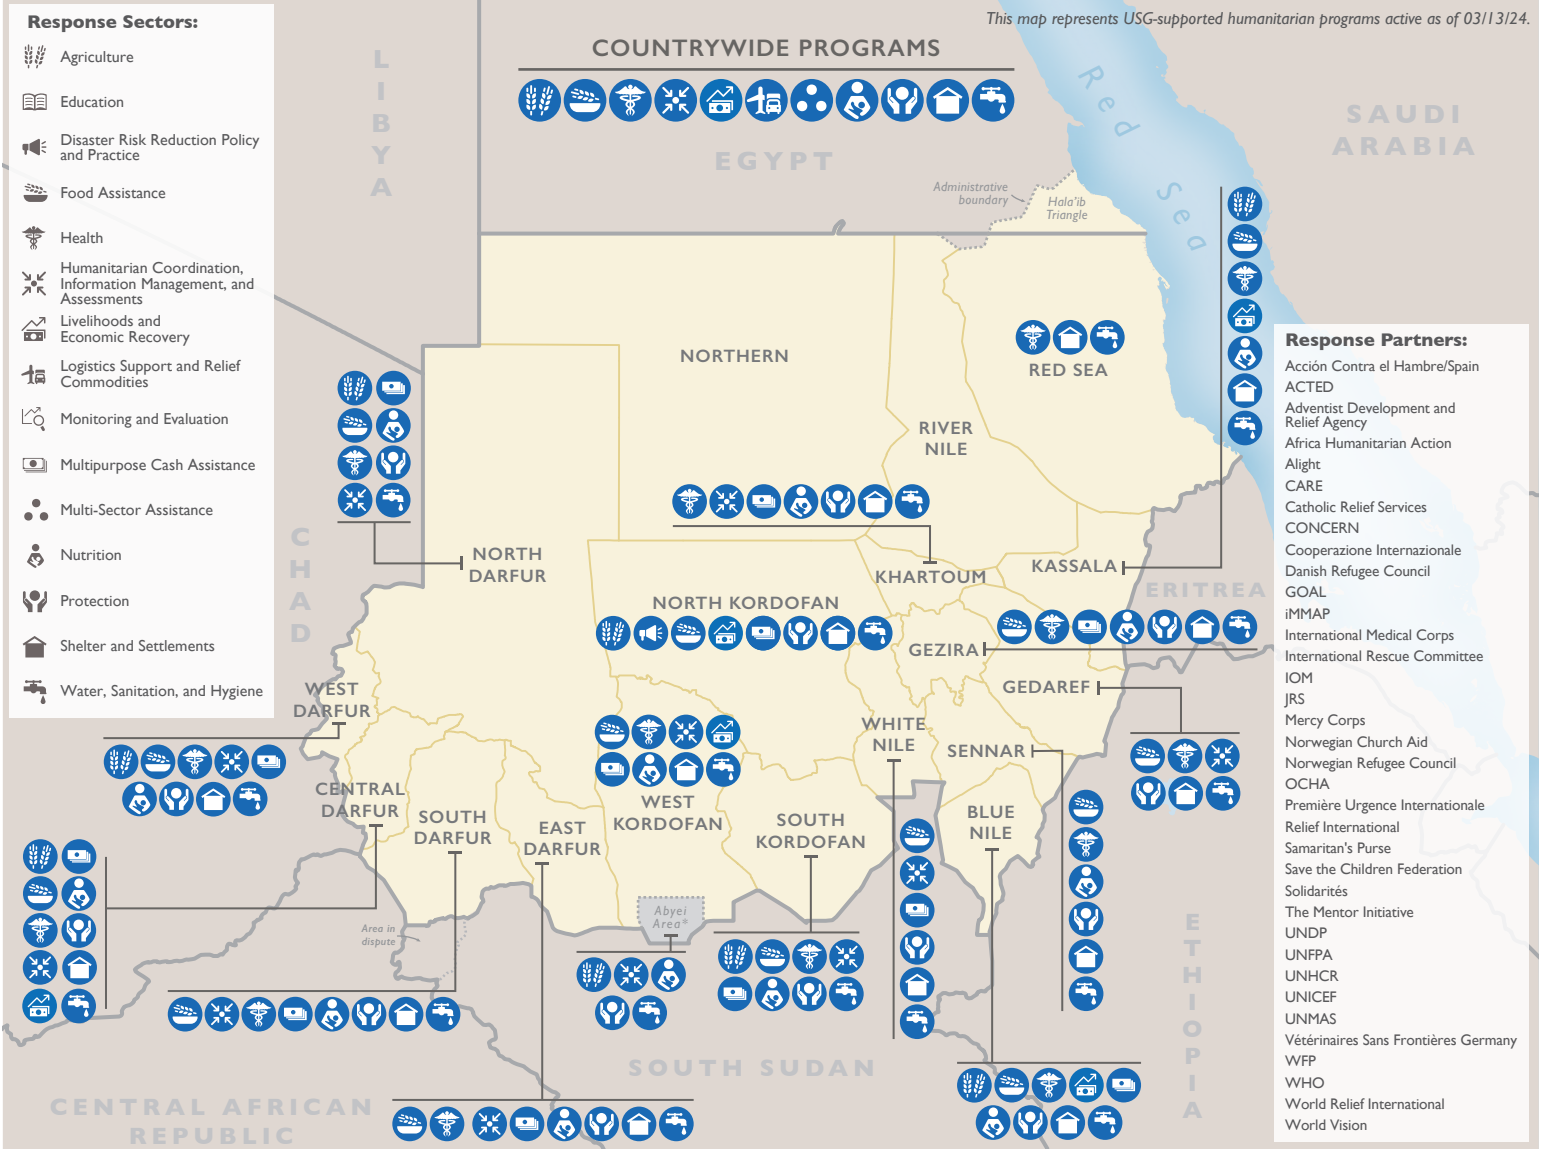 Response Sectors:
Agriculture
Education
Disaster Risk Reduction Policy
and Practice
Food Assistance
Health
Humanitarian Coordination,
Information Management, and
Assessments
Livelihoods and
Economic Recovery
Logistics Support and Relief
Commodities
Monitoring and Evaluation
Multipurpose Cash Assistance
Multi-Sector Assistance
Nutrition
Protection
Shelter and Settlements
Water, Sanitation, and Hygiene
This map represents USG-supported humanitarian programs active as of 03/13/24.
COUNTRYWIDE PROGRAMS
LIBYA
EGYPT
Red Sea
SAUDI
ARABIA
Administrative
boundary
Hala'ib
Triangle
NORTHERN
RED SEA
RIVER
NILE
CHAD
NORTH
DARFUR
KHARTOUM
KASSALA
ERITREA
NORTH KORDOFAN
GEZIRA
GEDAREF
WEST
DARFUR
WHITE
NILE
SENNAR
CENTRAL
DARFUR
SOUTH
DARFUR
EAST
DARFUR
WEST
KORDOFAN
SOUTH
KORDOFAN
BLUE
NILE
Abyei
Area*
Area in
dispute
ETHIOPIA
SOUTH SUDAN
CENTRAL AFRICAN
REPUBLIC
Response Partners:
Acción Contra el Hambre/Spain
ACTED
Adventist Development and
Relief Agency
Africa Humanitarian Action
Alight
CARE
Catholic Relief Services
CONCERN
Cooperazione Internazionale
Danish Refugee Council
GOAL
iMMAP
International Medical Corps
International Rescue Committee
IOM
JRS
Mercy Corps
Norwegian Church Aid
Norwegian Refugee Council
OCHA
Première Urgence Internationale
Relief International
Samaritan's Purse
Save the Children Federation
Solidarités
The Mentor Initiative
UNDP
UNFPA
UNHCR
UNICEF
UNMAS
Vétérinaires Sans Frontières Germany
WFP
WHO
World Relief International
World Vision